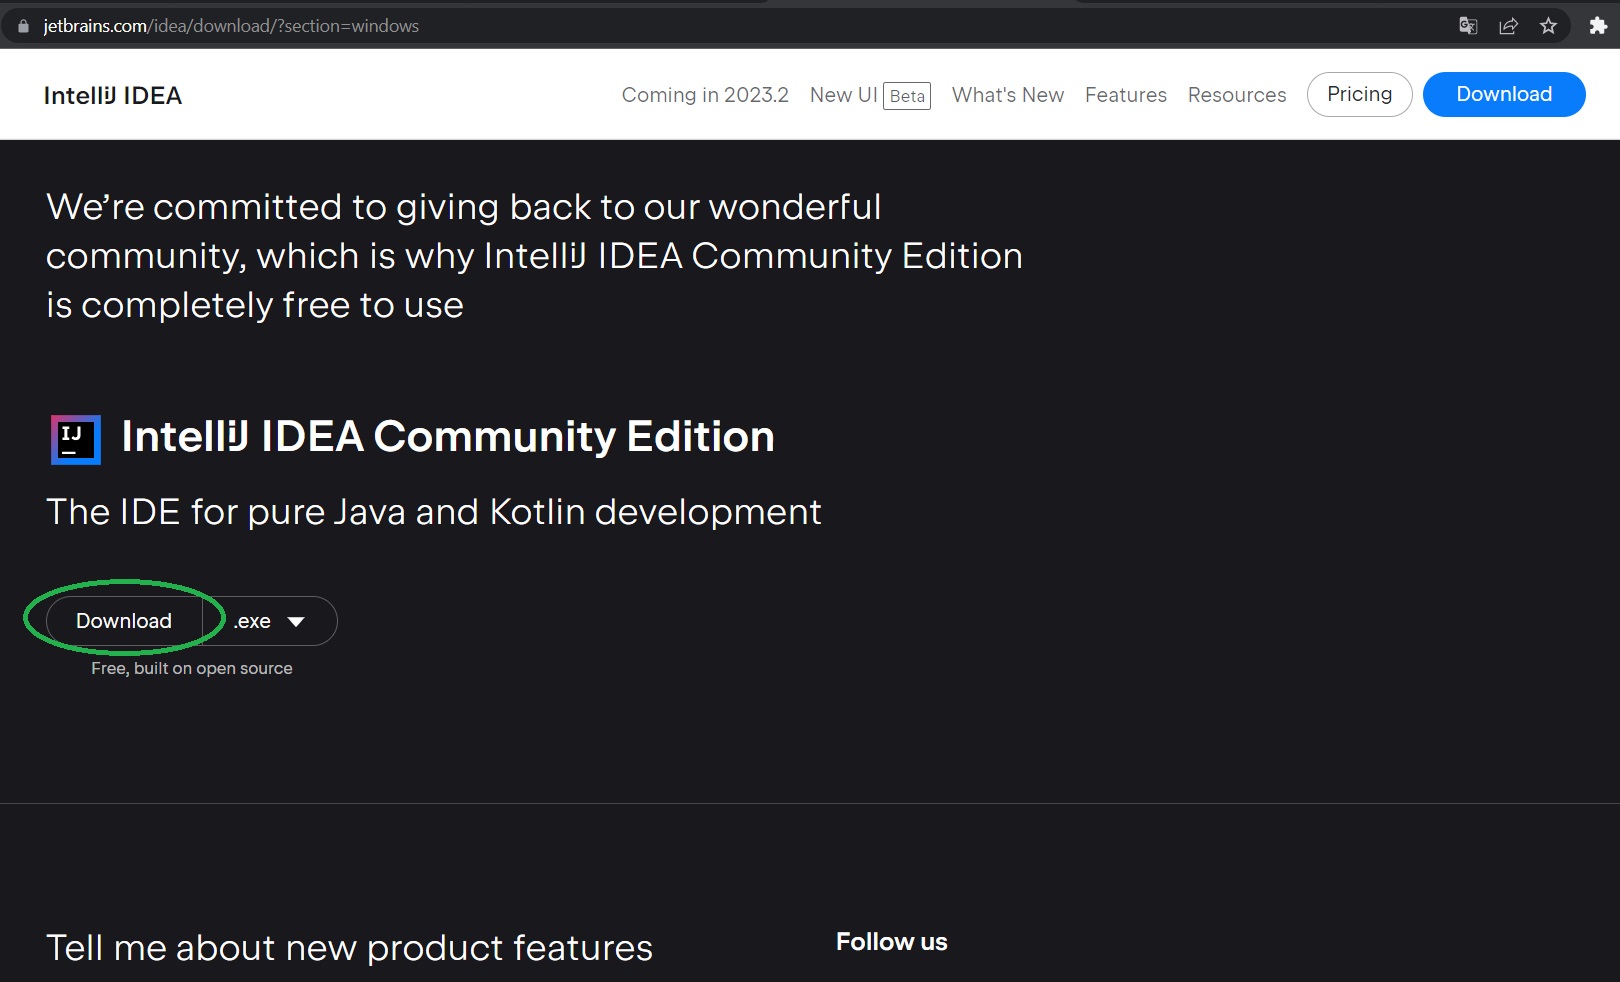 jetbrains.com/idea/download/?section=windows
IntelliJ IDEA
Coming in 2023.2 New UI Beta What's New Features Resources Pricing Download
We’re committed to giving back to our wonderful
community, which is why IntelliJ IDEA Community Edition
is completely free to use
IJ IntelliJ IDEA Community Edition
The IDE for pure Java and Kotlin development
Download .exe
Free, built on open source
Tell me about new product features
Follow us